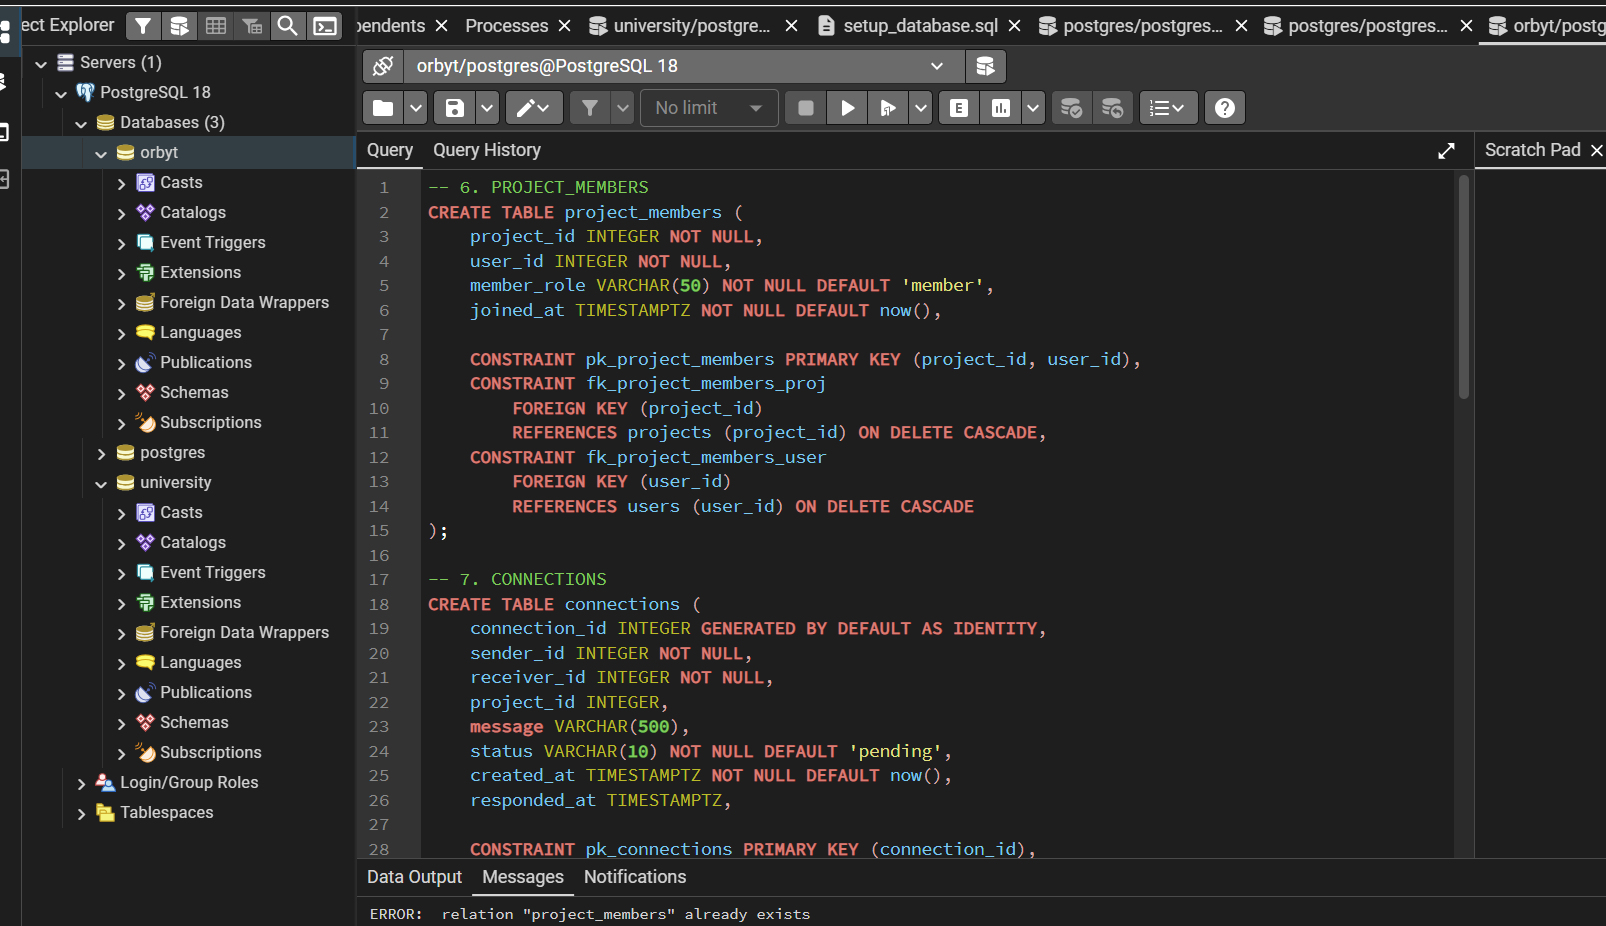 ect Explorer
Servers (1)
PostgreSQL 18
Databases (3)
orbyt
Casts
Catalogs
Event Triggers
Extensions
Foreign Data Wrappers
Languages
Publications
Schemas
Subscriptions
postgres
university
Casts
Catalogs
Event Triggers
Extensions
Foreign Data Wrappers
Languages
Publications
Schemas
Subscriptions
Login/Group Roles
Tablespaces
pendents × Processes × university/postgre... × setup_database.sql × postgres/postgres... × postgres/postgres... × orbyt/postg
orbyt/postgres@PostgreSQL 18
No limit
E
Query Query History
Scratch Pad ×
1 -- 6. PROJECT_MEMBERS
2 CREATE TABLE project_members (
3 project_id INTEGER NOT NULL,
4 user_id INTEGER NOT NULL,
5 member_role VARCHAR(50) NOT NULL DEFAULT 'member',
6 joined_at TIMESTAMPTZ NOT NULL DEFAULT now(),
7
8 CONSTRAINT pk_project_members PRIMARY KEY (project_id, user_id),
9 CONSTRAINT fk_project_members_proj
10 FOREIGN KEY (project_id)
11 REFERENCES projects (project_id) ON DELETE CASCADE,
12 CONSTRAINT fk_project_members_user
13 FOREIGN KEY (user_id)
14 REFERENCES users (user_id) ON DELETE CASCADE
15 );
16
17 -- 7. CONNECTIONS
18 CREATE TABLE connections (
19 connection_id INTEGER GENERATED BY DEFAULT AS IDENTITY,
20 sender_id INTEGER NOT NULL,
21 receiver_id INTEGER NOT NULL,
22 project_id INTEGER,
23 message VARCHAR(500),
24 status VARCHAR(10) NOT NULL DEFAULT 'pending',
25 created_at TIMESTAMPTZ NOT NULL DEFAULT now(),
26 responded_at TIMESTAMPTZ,
27
28 CONSTRAINT pk_connections PRIMARY KEY (connection_id),
Data Output Messages Notifications
ERROR: relation "project_members" already exists